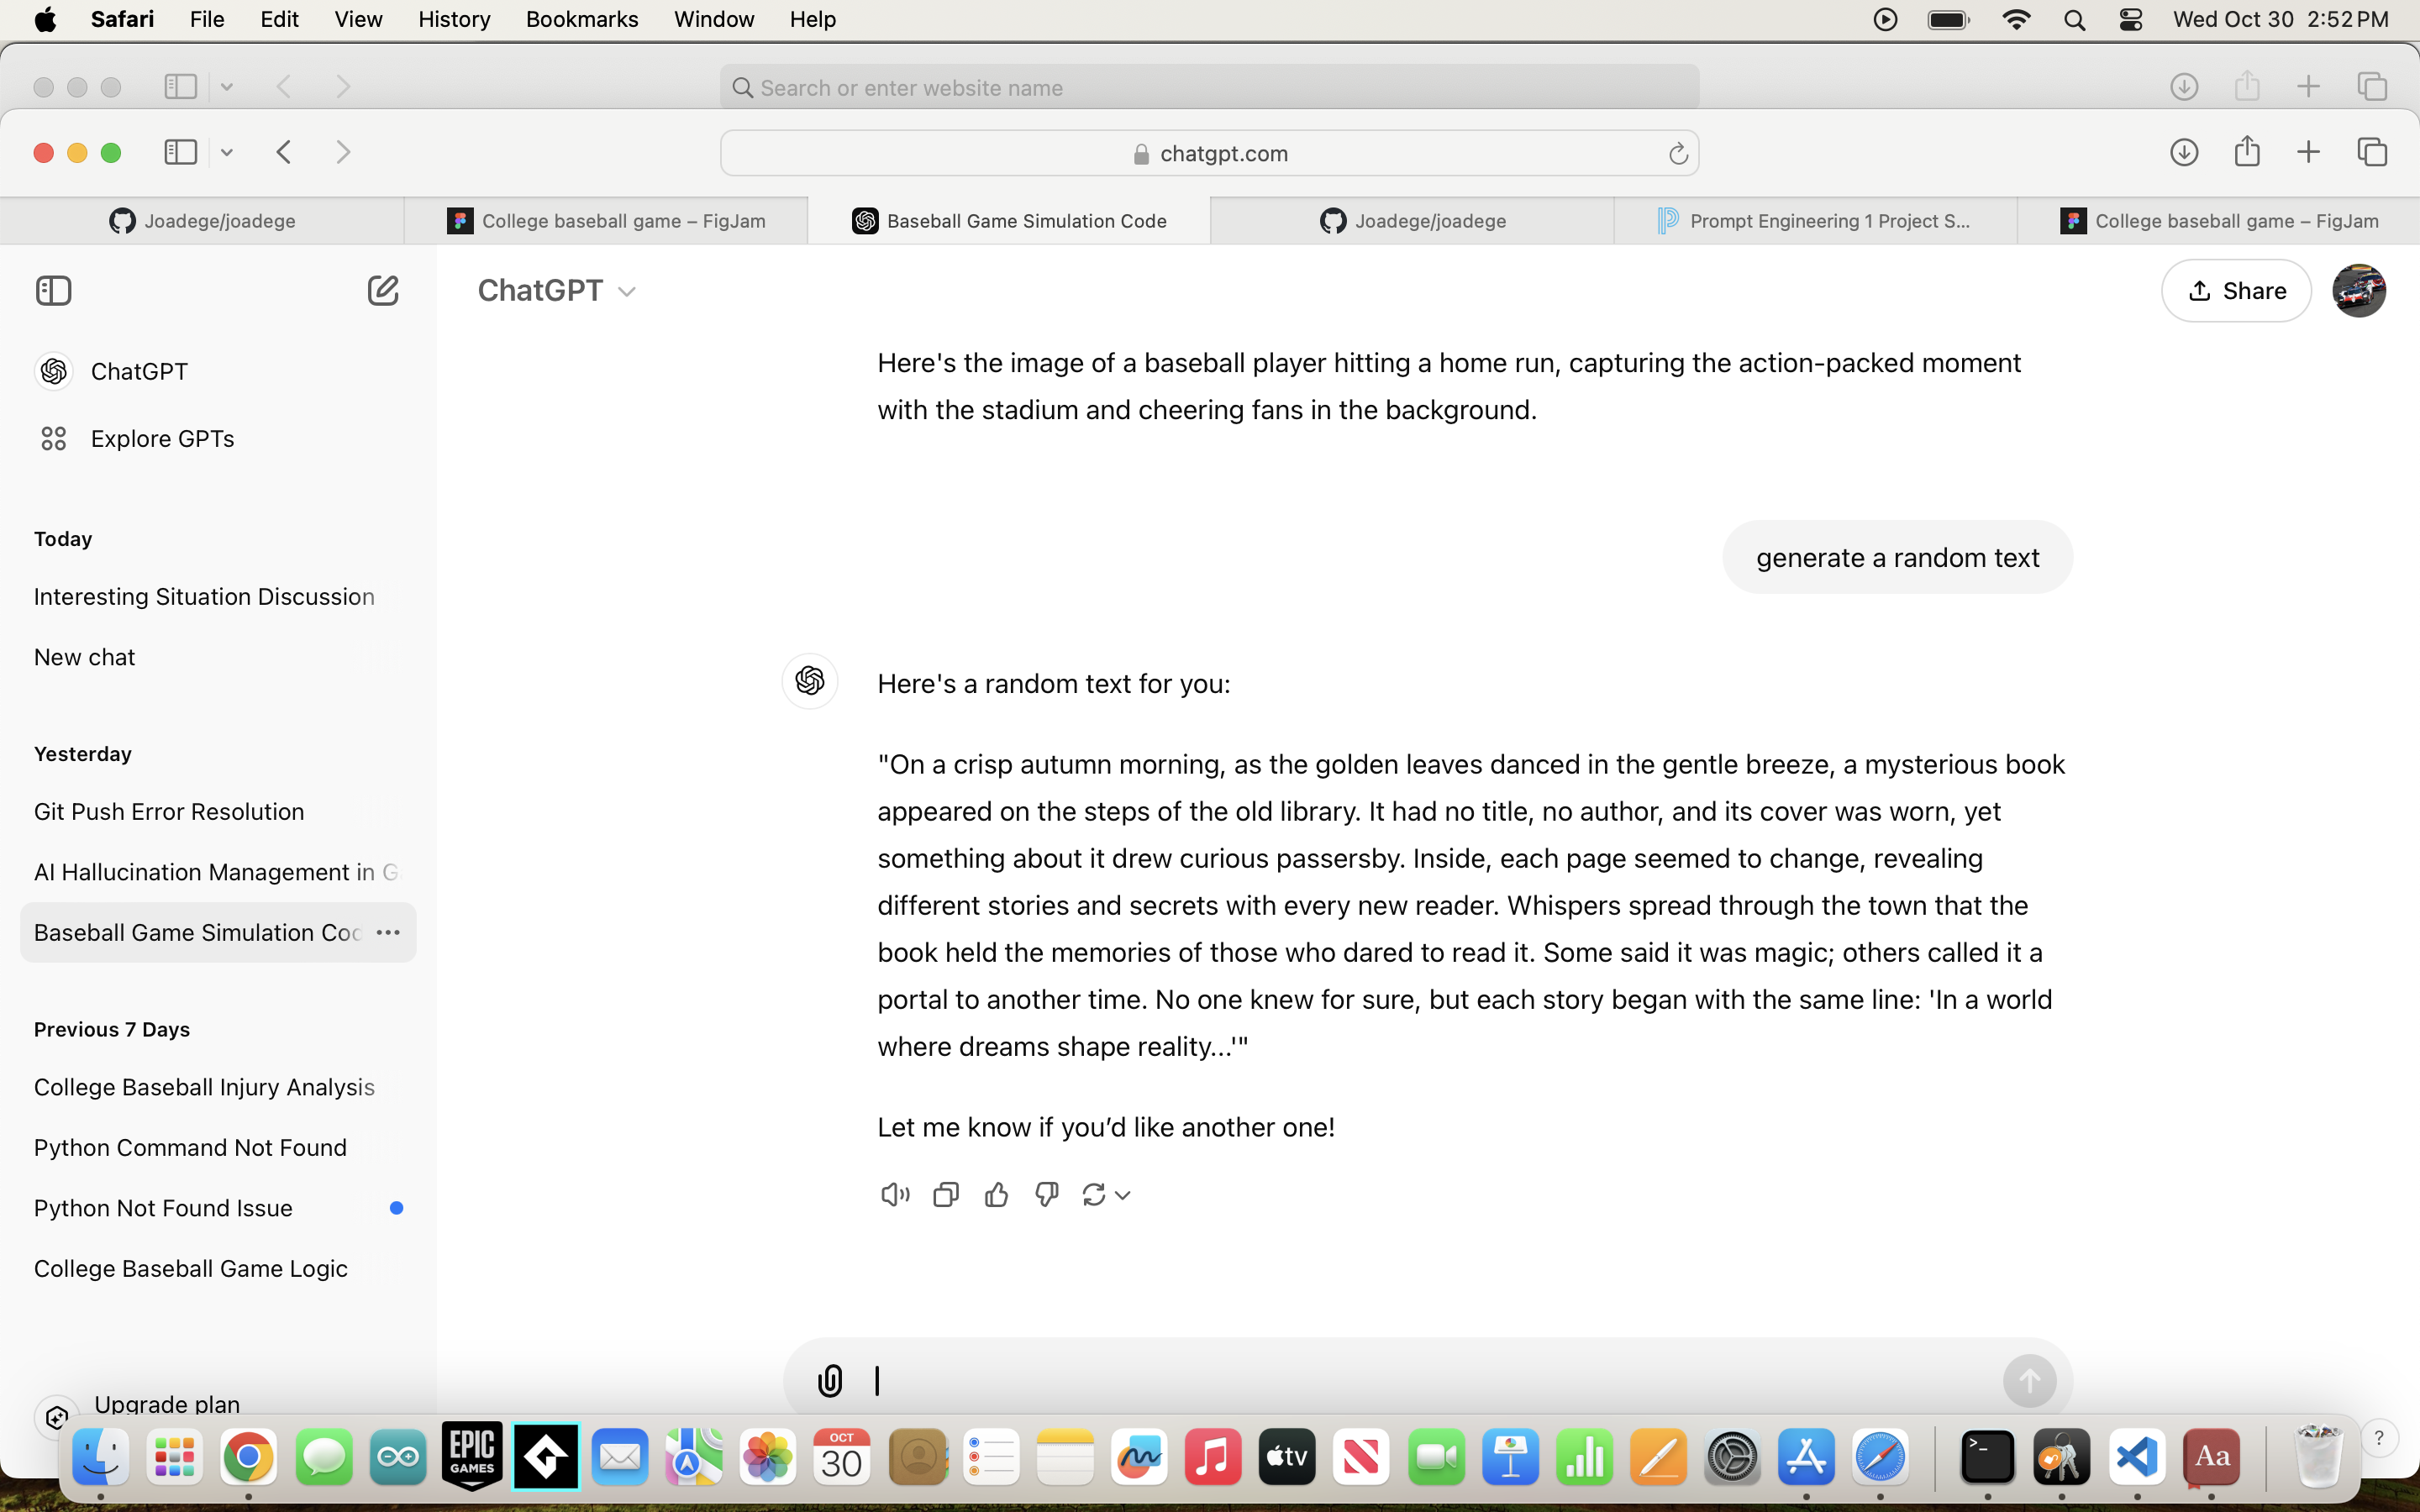 Safari File Edit View History Bookmarks Window Help Wed Oct 30 2:52 PM
Search or enter website name
chatgpt.com
Joadege/joadege College baseball game – FigJam Baseball Game Simulation Code Joadege/joadege Prompt Engineering 1 Project S... College baseball game – FigJam
ChatGPT Share
ChatGPT
Explore GPTs
Today
Interesting Situation Discussion
New chat
Yesterday
Git Push Error Resolution
AI Hallucination Management in G
Baseball Game Simulation Coc
Previous 7 Days
College Baseball Injury Analysis
Python Command Not Found
Python Not Found Issue
College Baseball Game Logic
Upgrade plan
Here's the image of a baseball player hitting a home run, capturing the action-packed moment
with the stadium and cheering fans in the background.
generate a random text
Here's a random text for you:
"On a crisp autumn morning, as the golden leaves danced in the gentle breeze, a mysterious book
appeared on the steps of the old library. It had no title, no author, and its cover was worn, yet
something about it drew curious passersby. Inside, each page seemed to change, revealing
different stories and secrets with every new reader. Whispers spread through the town that the
book held the memories of those who dared to read it. Some said it was magic; others called it a
portal to another time. No one knew for sure, but each story began with the same line: 'In a world
where dreams shape reality...'"
Let me know if you’d like another one!
?
EPIC
GAMES
OCT
30
tv
Aa